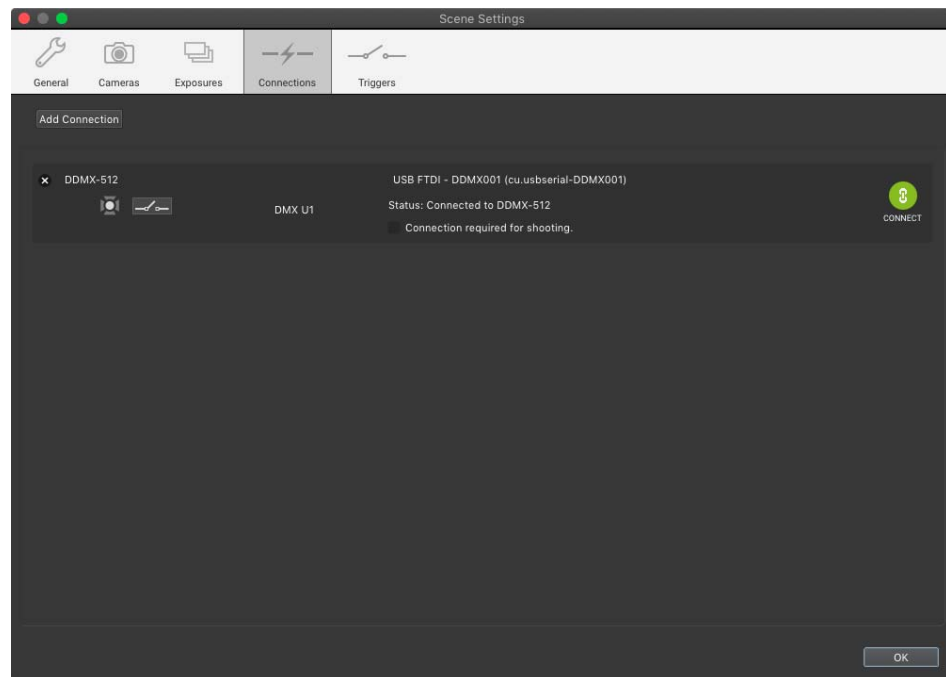 Scene Settings
General
Cameras
Exposures
Connections
Triggers
Add Connection
DDMX-512
USB FTDI - DDMX001 (cu.usbserial-DDMX001)
DMX U1
Status: Connected to DDMX-512
CONNECT
Connection required for shooting.
OK